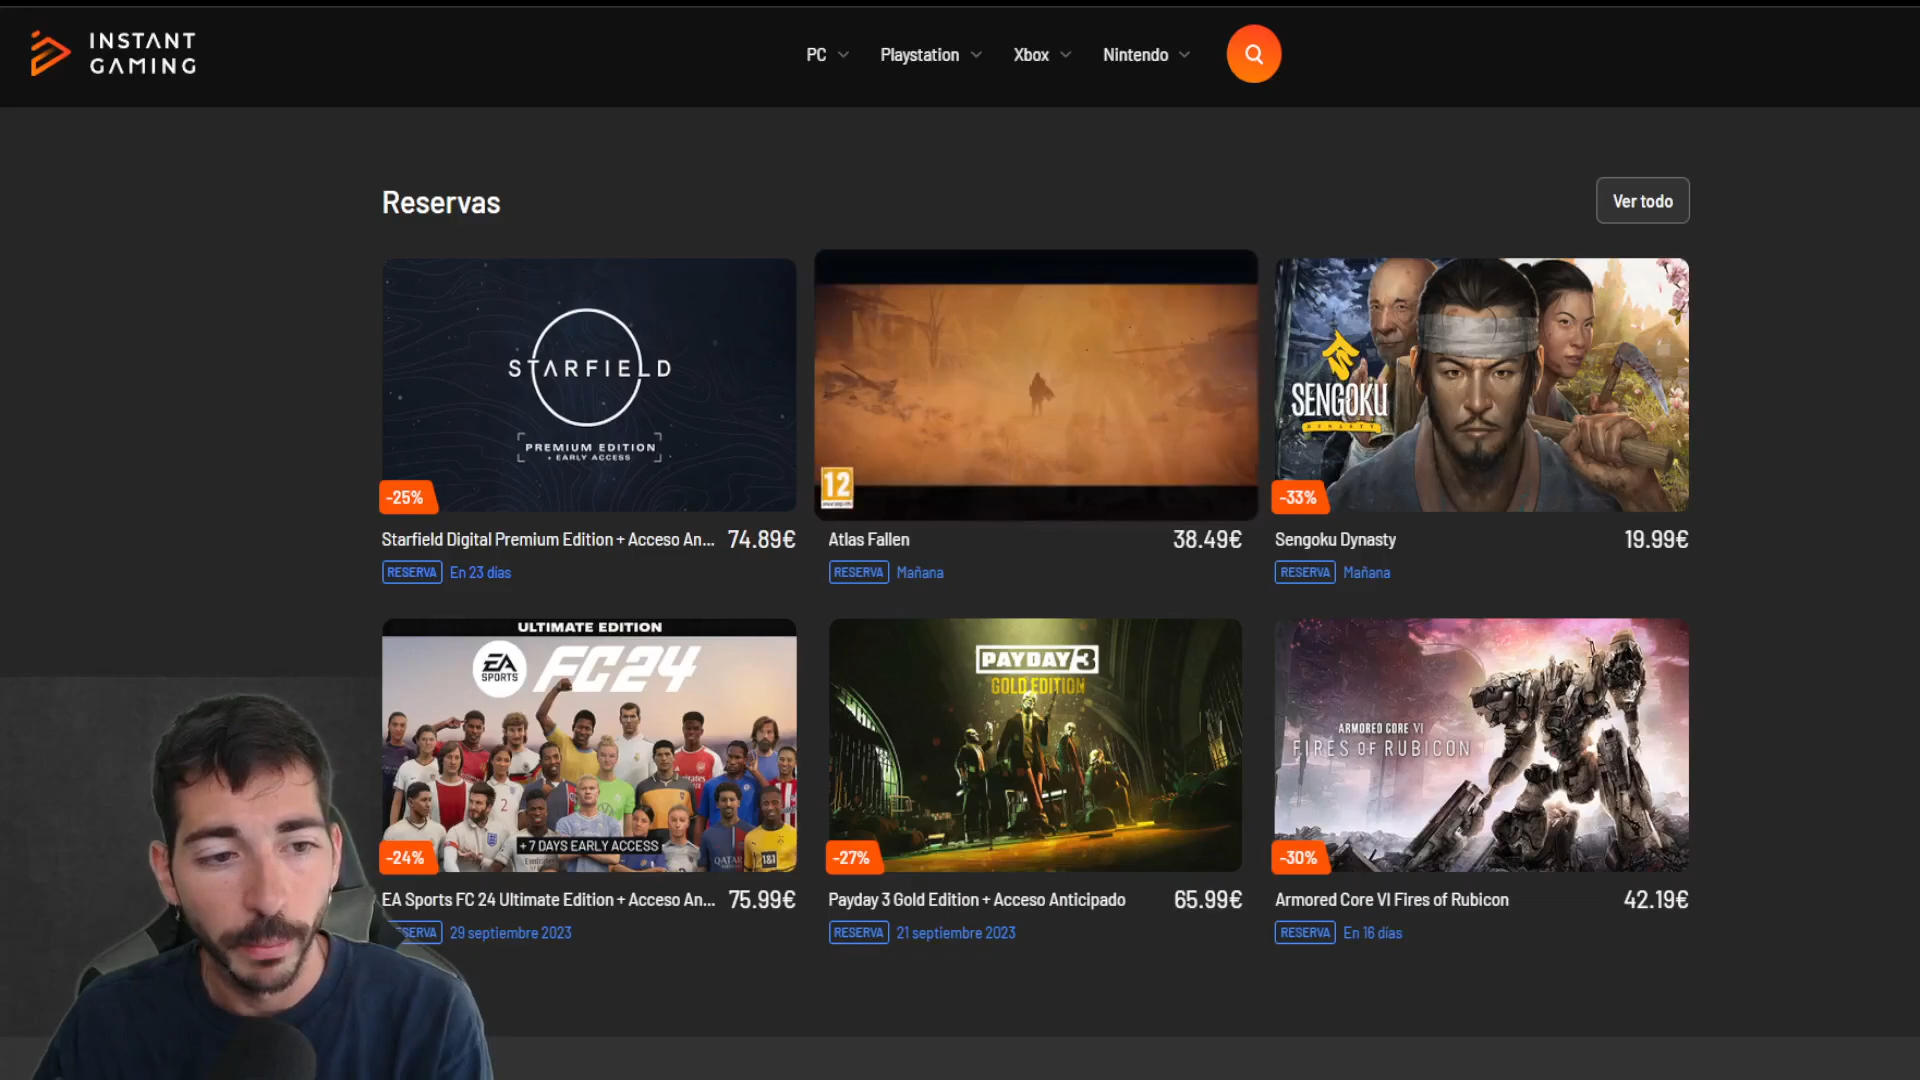 INSTANT
GAMING
PC
Playstation
Xbox
Nintendo
Reservas
Ver todo
STARFIELD
PREMIUM EDITION
+ EARLY ACCESS
-25%
Starfield Digital Premium Edition + Acceso An... 74.89€
RESERVA En 23 días
12
Atlas Fallen 38.49€
RESERVA Mañana
SENGOKU
DYNASTY
-33%
Sengoku Dynasty 19.99€
RESERVA Mañana
ULTIMATE EDITION
EA
SPORTS
FC24
+ 7 DAYS EARLY ACCESS
-24%
EA Sports FC 24 Ultimate Edition + Acceso An... 75.99€
SERVA 29 septiembre 2023
PAYDAY 3
GOLD EDITION
-27%
Payday 3 Gold Edition + Acceso Anticipado 65.99€
RESERVA 21 septiembre 2023
ARMORED CORE VI
FIRES OF RUBICON
-30%
Armored Core VI Fires of Rubicon 42.19€
RESERVA En 16 días